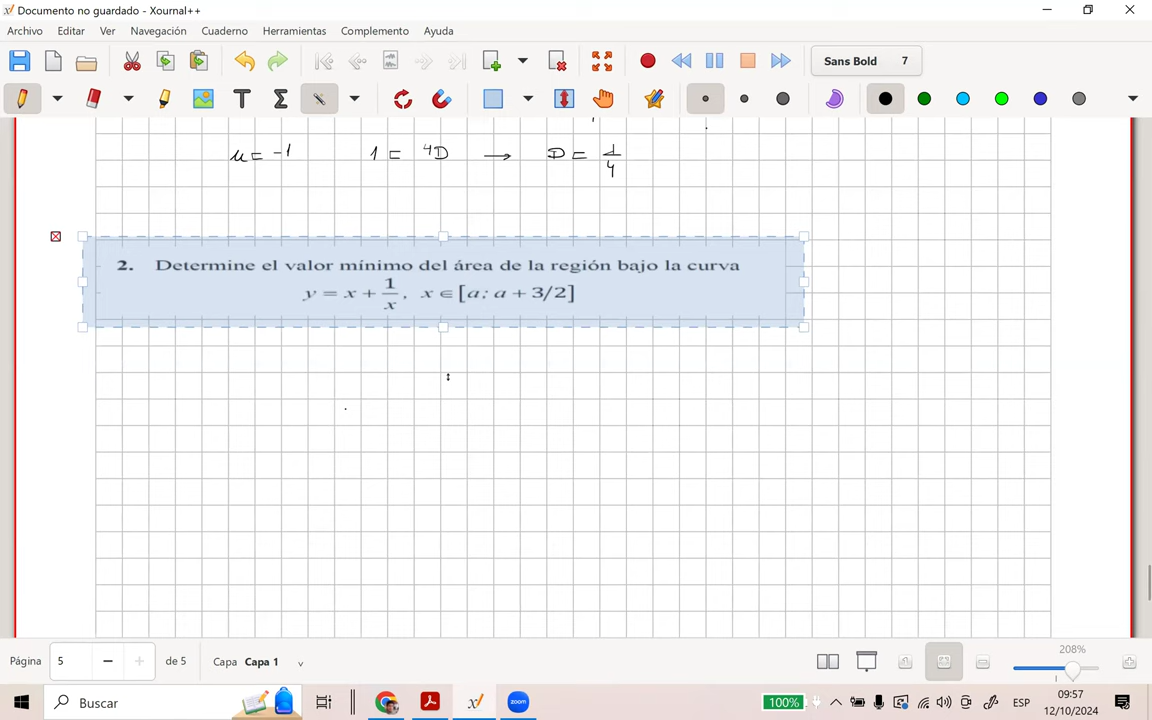 Documento no guardado - Xournal++
Archivo Editar Ver Navegación Cuaderno Herramientas Complemento Ayuda
Sans Bold 7
u = -1 1 = 4D → D = 1/4
2. Determine el valor mínimo del área de la región bajo la curva
y = x + 1/x, x ∈ [a; a + 3/2]
208%
Página 5 de 5 Capa Capa 1
Buscar
zoom
100%
ESP
09:57
12/10/2024